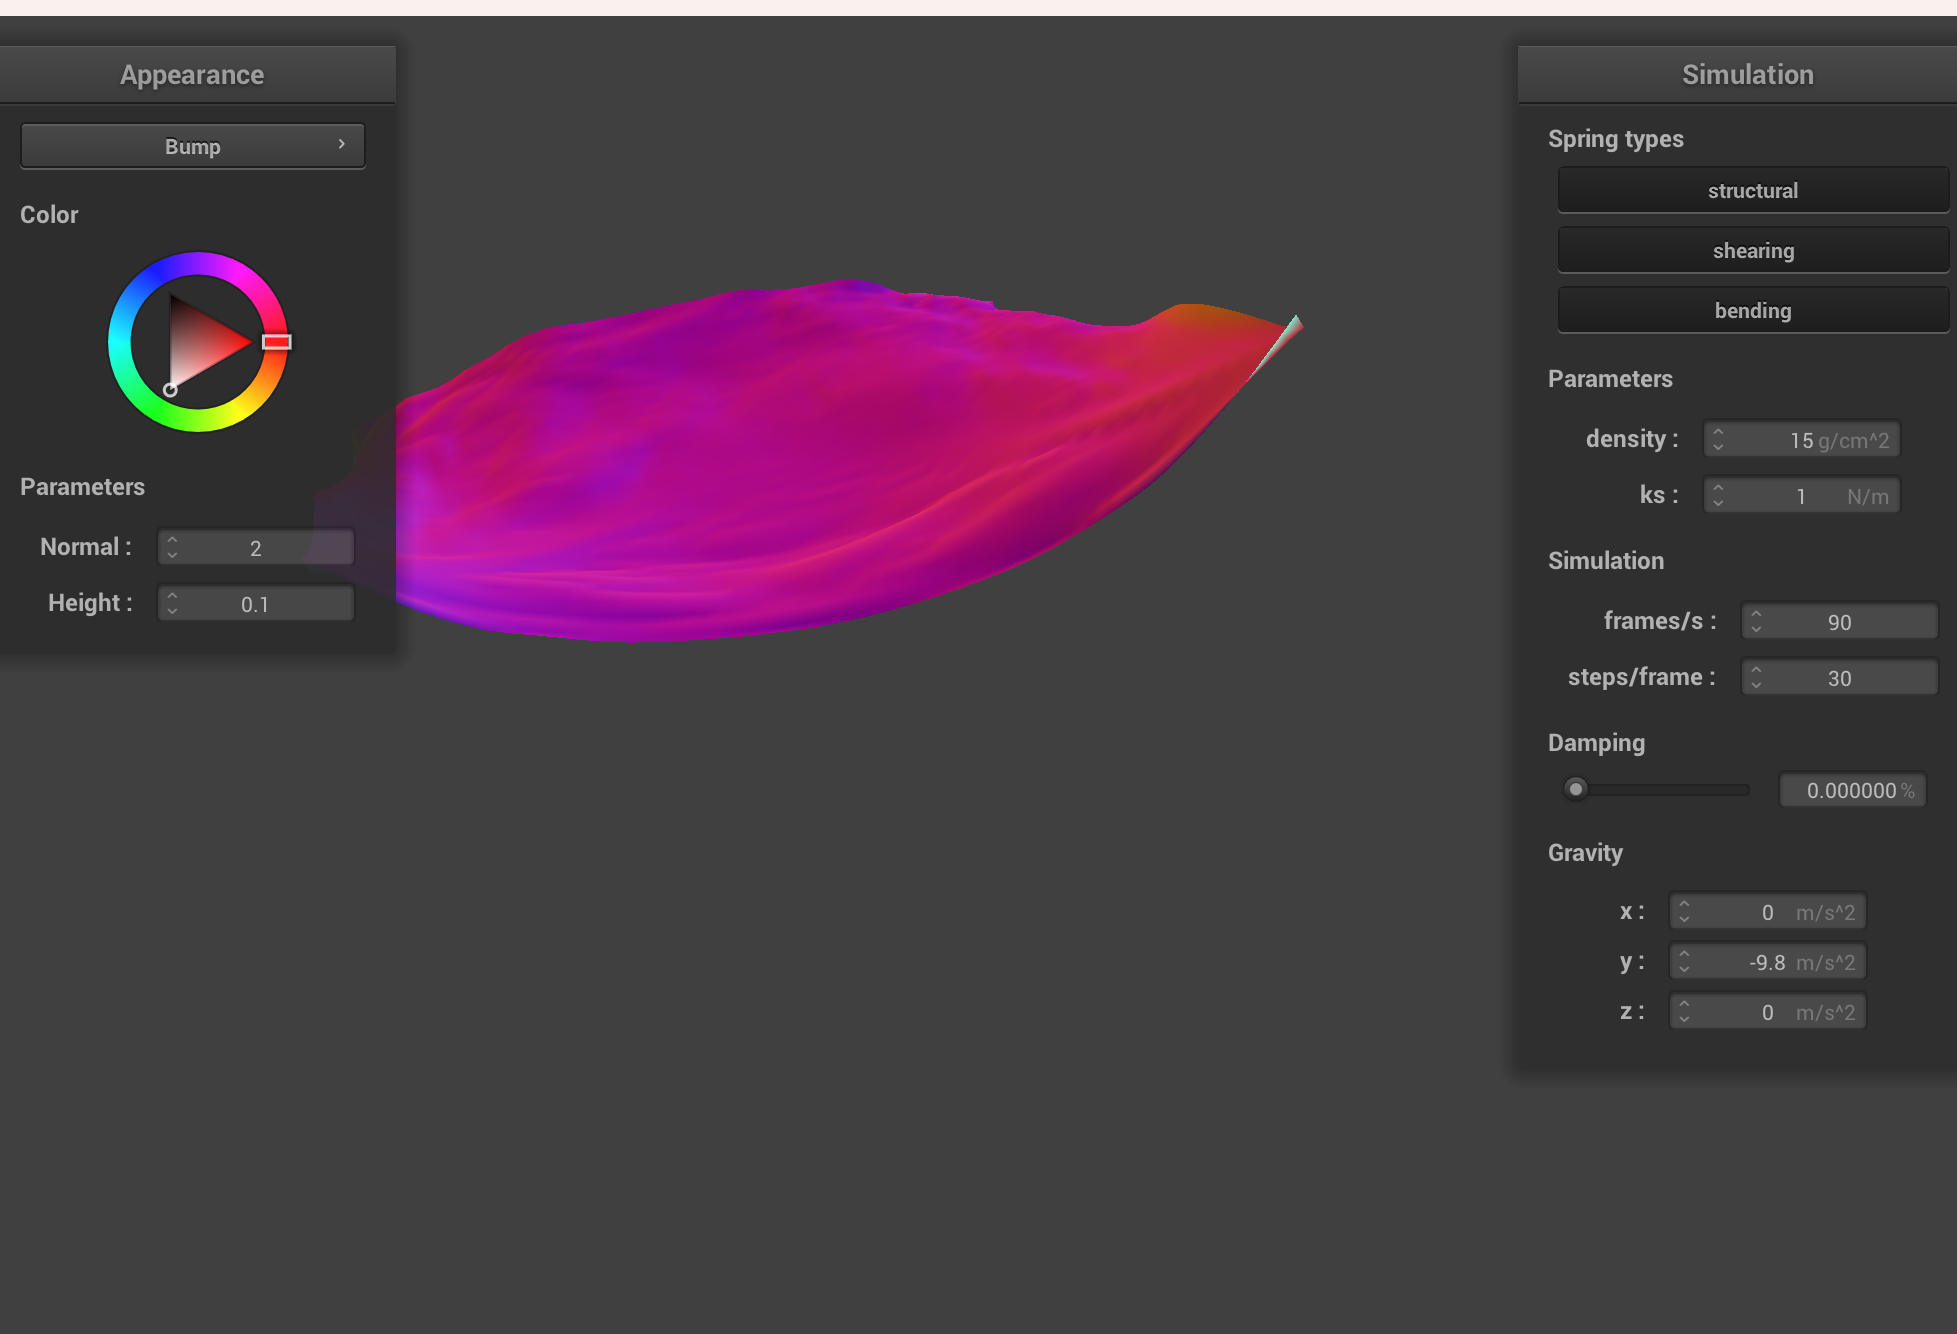 Appearance
Bump
Color
Parameters
Normal : 2
Height : 0.1
Simulation
Spring types
structural
shearing
bending
Parameters
density : 15 g/cm^2
ks : 1 N/m
Simulation
frames/s : 90
steps/frame : 30
Damping
0.000000 %
Gravity
x : 0 m/s^2
y : -9.8 m/s^2
z : 0 m/s^2